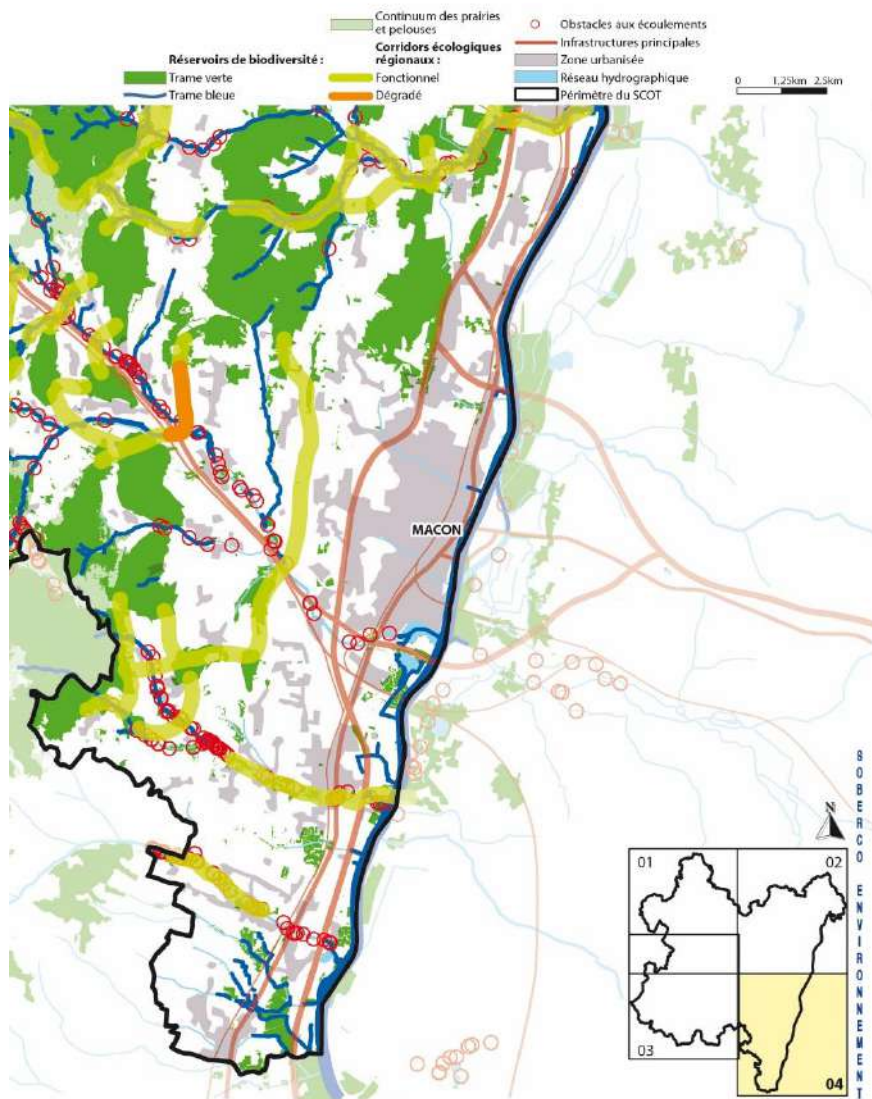 Continuum des prairies
et pelouses
Réservoirs de biodiversité :
Trame verte
Trame bleue
Corridors écologiques
régionaux :
Fonctionnel
Dégradé
Obstacles aux écoulements
Infrastructures principales
Zone urbanisée
Réseau hydrographique
Périmètre du SCOT
0 1,25km 2.5km
MACON
N
01
02
03
04
SOBERCO ENVIRONNEMENT